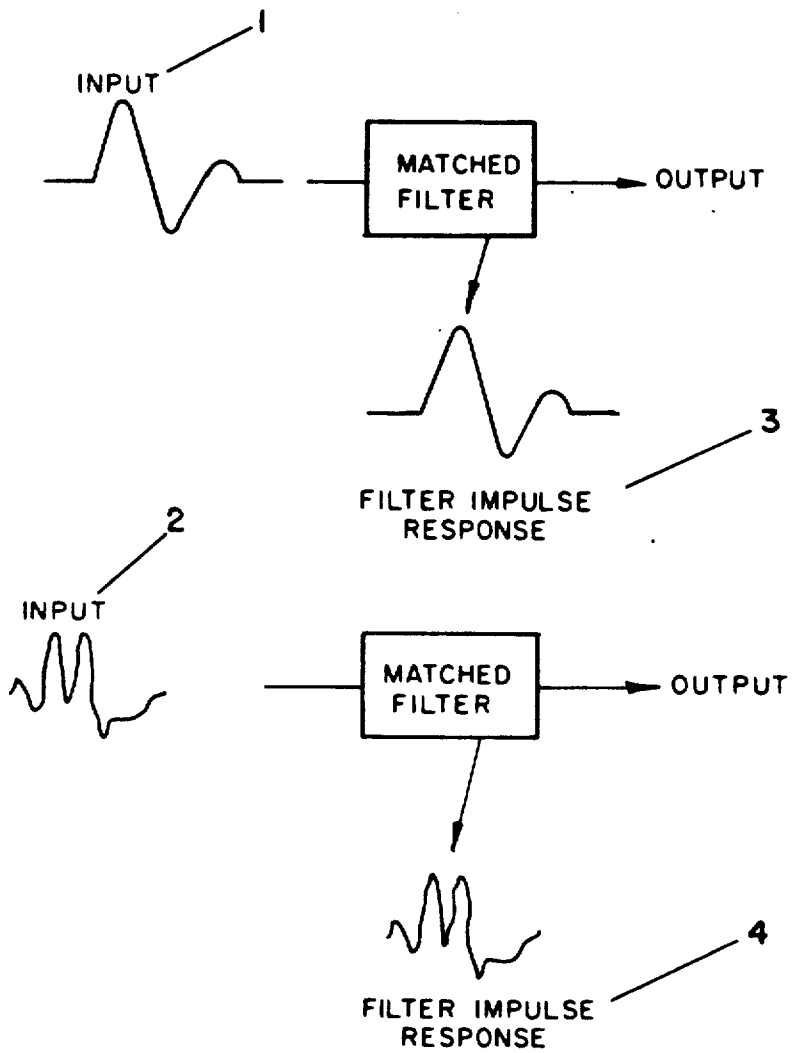 1
INPUT
MATCHED
FILTER
OUTPUT
3
FILTER IMPULSE
RESPONSE
2
INPUT
MATCHED
FILTER
OUTPUT
4
FILTER IMPULSE
RESPONSE